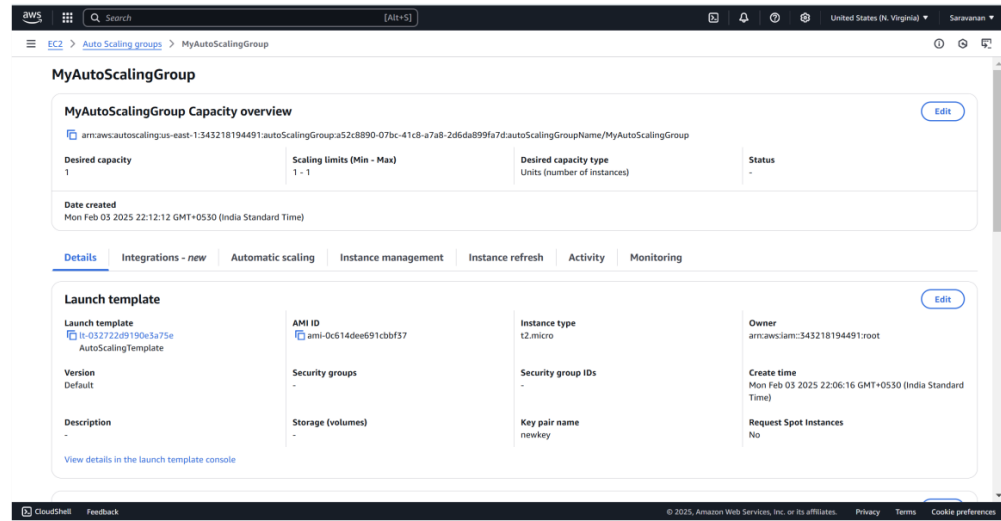 aws
Search
[Alt+S]
United States (N. Virginia)
Saravanan
EC2 > Auto Scaling groups > MyAutoScalingGroup
MyAutoScalingGroup
MyAutoScalingGroup Capacity overview
Edit
arn:aws:autoscaling:us-east-1:343218194491:autoScalingGroup:a52c8890-07bc-41c8-a7a8-2d6da899fa7d:autoScalingGroupName/MyAutoScalingGroup
Desired capacity
1
Scaling limits (Min - Max)
1 - 1
Desired capacity type
Units (number of instances)
Status
-
Date created
Mon Feb 03 2025 22:12:12 GMT+0530 (India Standard Time)
Details
Integrations - new
Automatic scaling
Instance management
Instance refresh
Activity
Monitoring
Launch template
Edit
Launch template
lt-032722d9190e3a75e
AutoScalingTemplate
AMI ID
ami-0c614dee691cbbf37
Instance type
t2.micro
Owner
arn:aws:iam::343218194491:root
Version
Default
Security groups
-
Security group IDs
-
Create time
Mon Feb 03 2025 22:06:16 GMT+0530 (India Standard
Time)
Description
-
Storage (volumes)
-
Key pair name
newkey
Request Spot Instances
No
View details in the launch template console
CloudShell
Feedback
© 2025, Amazon Web Services, Inc. or its affiliates.
Privacy
Terms
Cookie preferences